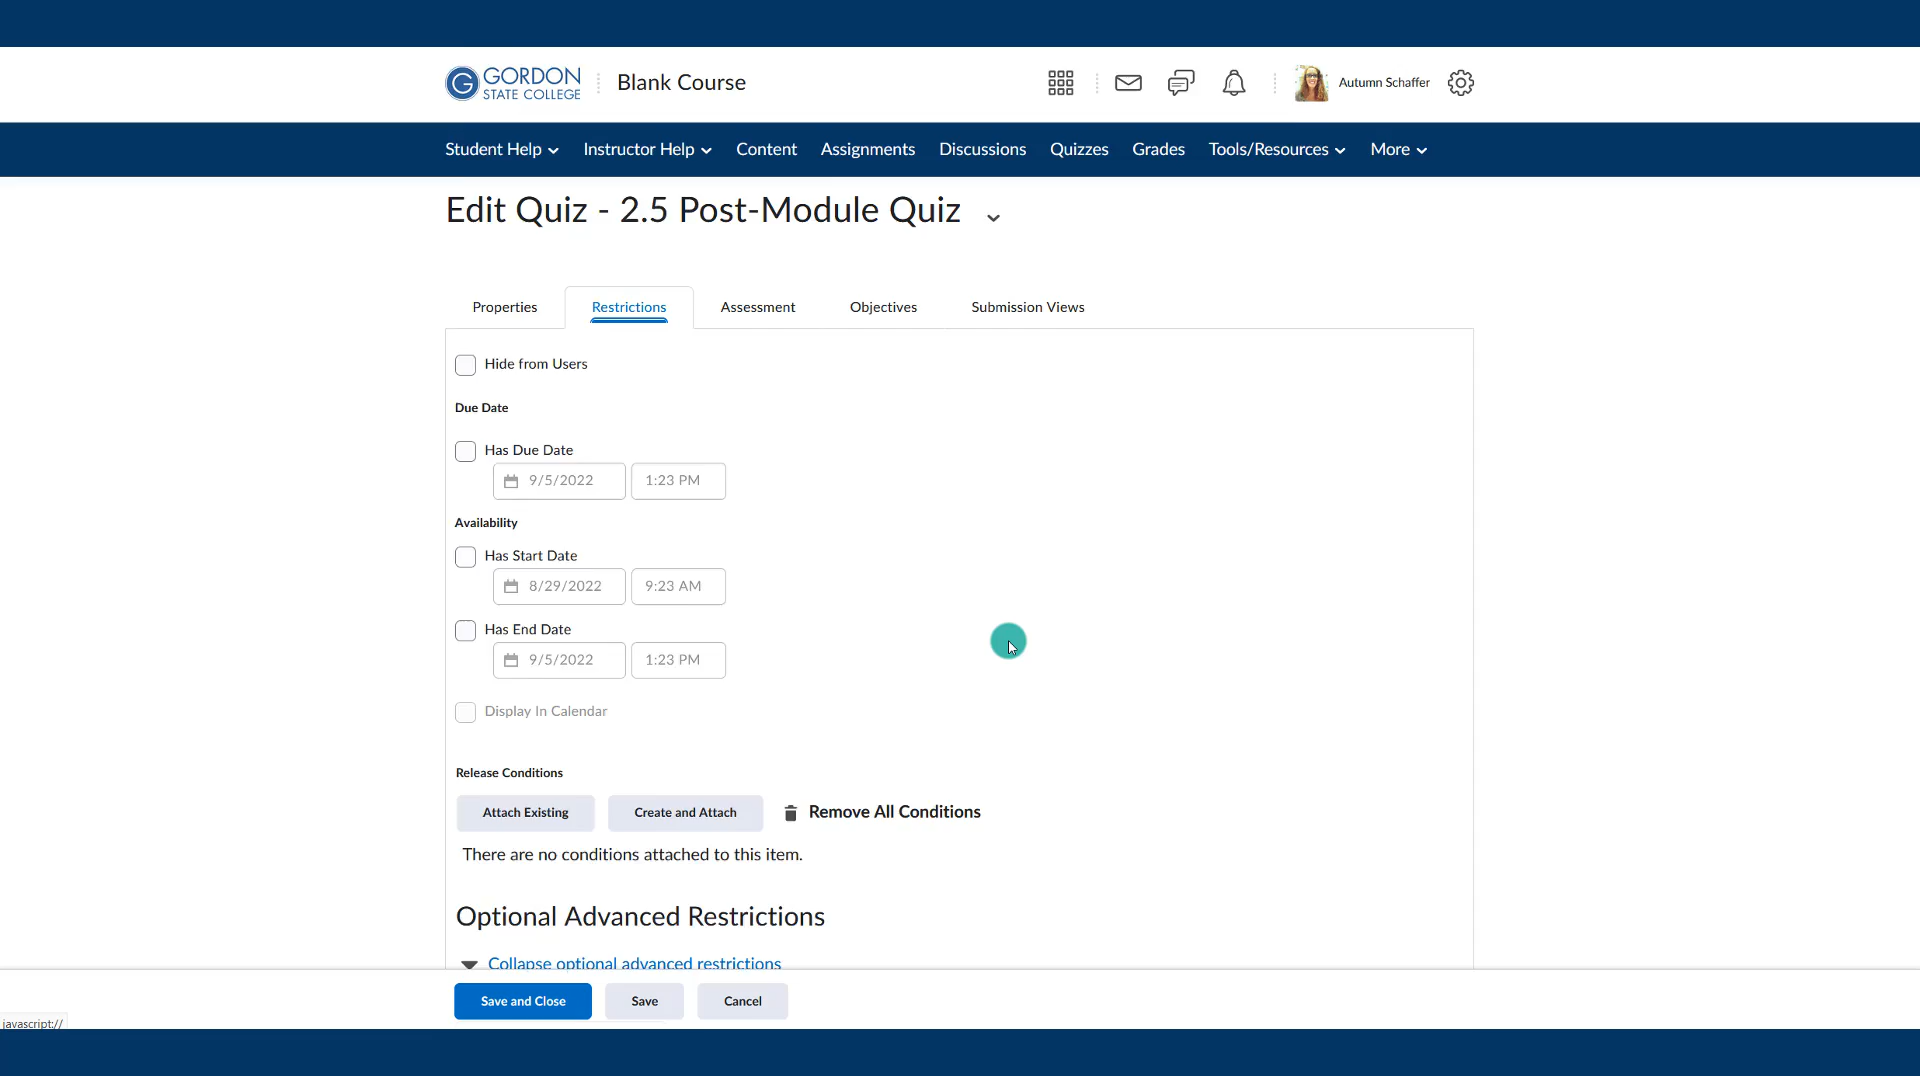 GORDON
STATE COLLEGE
Blank Course
Autumn Schaffer
Student Help
Instructor Help
Content
Assignments
Discussions
Quizzes
Grades
Tools/Resources
More
Edit Quiz - 2.5 Post-Module Quiz
Properties
Restrictions
Assessment
Objectives
Submission Views
Hide from Users
Due Date
Has Due Date
9/5/2022
1:23 PM
Availability
Has Start Date
8/29/2022
9:23 AM
Has End Date
9/5/2022
1:23 PM
Display In Calendar
Release Conditions
Attach Existing
Create and Attach
Remove All Conditions
There are no conditions attached to this item.
Optional Advanced Restrictions
Collapse optional advanced restrictions
Save and Close
Save
Cancel
javascript://